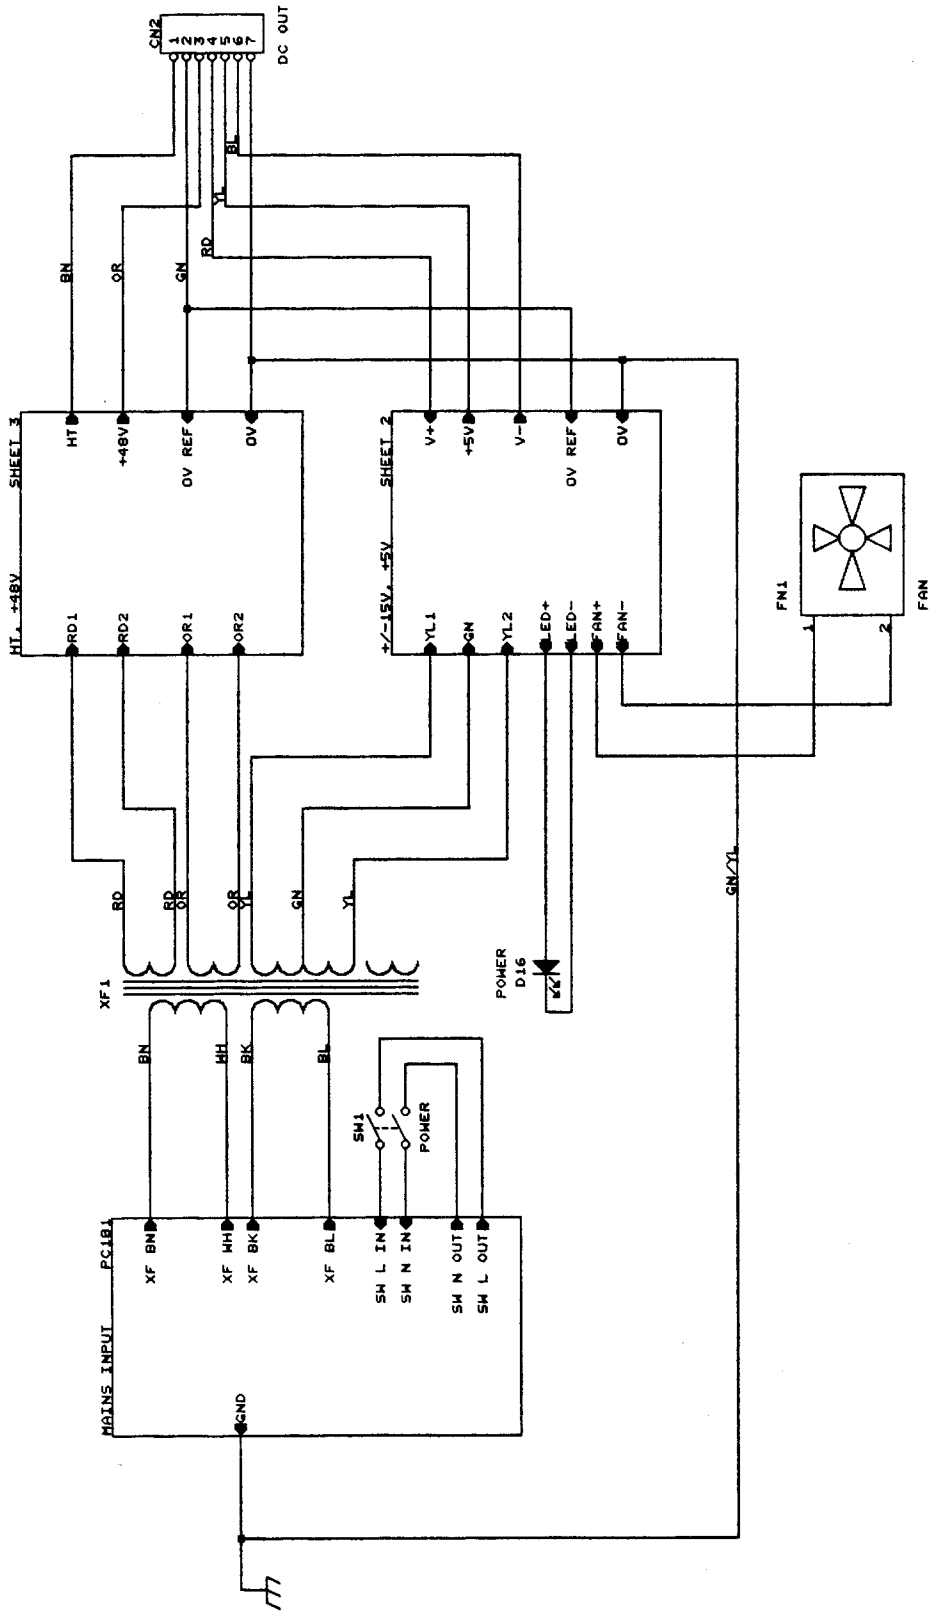 MAINS INPUT
PC1B1
GND
XF BN
XF WH
XF BK
XF BL
SW L IN
SW N IN
SW N OUT
SW L OUT
SW1
POWER
BN
WH
BK
BL
XF1
RD
RD
OR
OR
YL
GN
YL
POWER
D16
HT, +48V
SHEET 3
RD1
RD2
OR1
OR2
HT
+48V
0V REF
0V
+/-15V, +5V
SHEET 2
YL1
GN
YL2
LED+
LED-
FAN+
FAN-
V+
+5V
V-
0V REF
0V
FN1
1
2
FAN
GN/YL
BN
OR
GN
RD
YL
BL
CN2
1
2
3
4
5
6
7
DC OUT